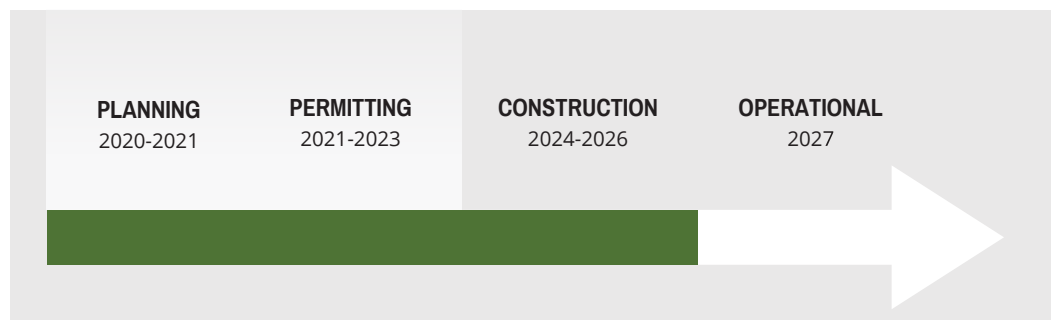 PLANNING
2020-2021
PERMITTING
2021-2023
CONSTRUCTION
2024-2026
OPERATIONAL
2027